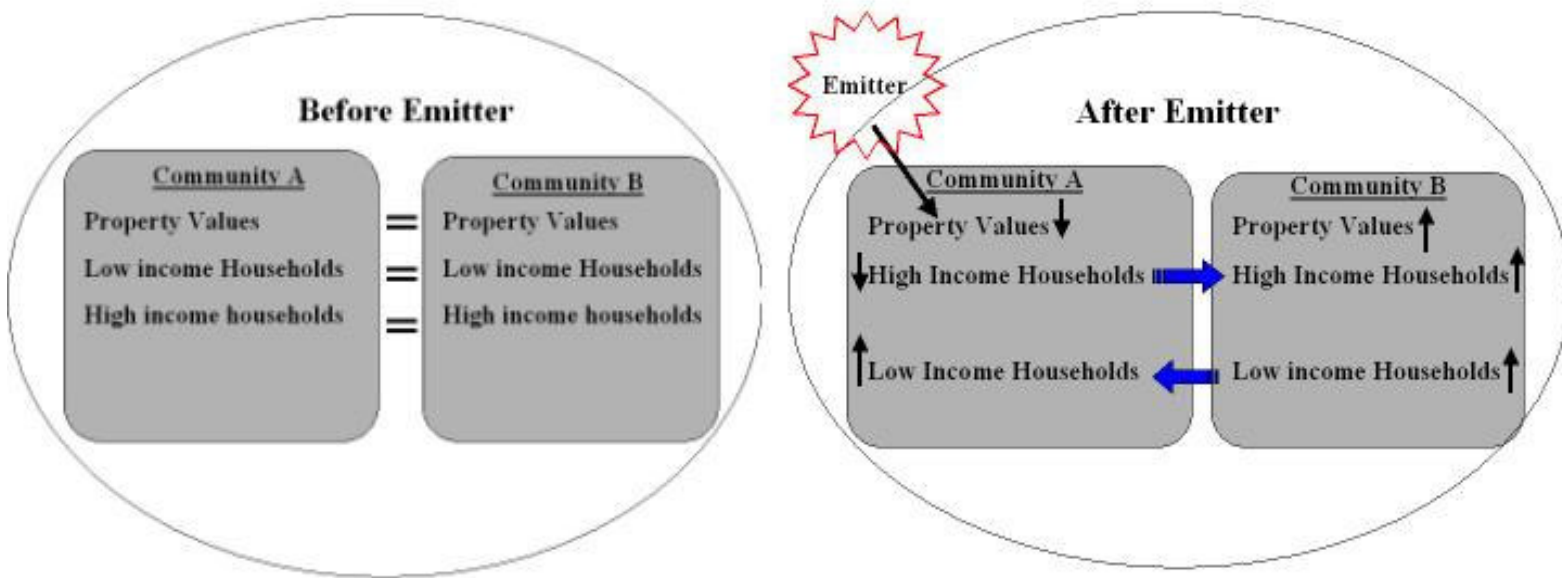 Before Emitter
Community A
Property Values
Low income Households
High income households
=
=
=
Community B
Property Values
Low income Households
High income households
Emitter
After Emitter
Community A
Property Values
High Income Households
Low Income Households
Community B
Property Values
High Income Households
Low income Households